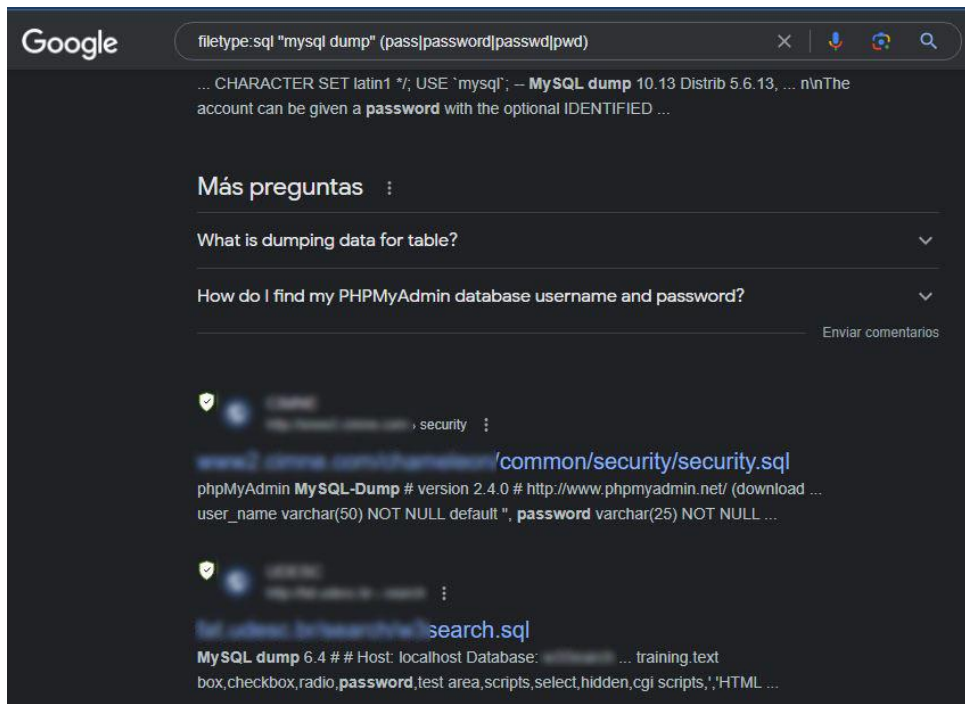 Google
filetype:sql "mysql dump" (pass|password|passwd|pwd)
... CHARACTER SET latin1 */; USE `mysql`; -- MySQL dump 10.13 Distrib 5.6.13, ... n\nThe
account can be given a password with the optional IDENTIFIED ...
Más preguntas
What is dumping data for table?
How do I find my PHPMyAdmin database username and password?
Enviar comentarios
› security
/common/security/security.sql
phpMyAdmin MySQL-Dump # version 2.4.0 # http://www.phpmyadmin.net/ (download ...
user_name varchar(50) NOT NULL default '', password varchar(25) NOT NULL ...
search.sql
MySQL dump 6.4 # # Host: localhost Database: ... training.text
box,checkbox,radio,password,test area,scripts,select,hidden,cgi scripts,','HTML ...